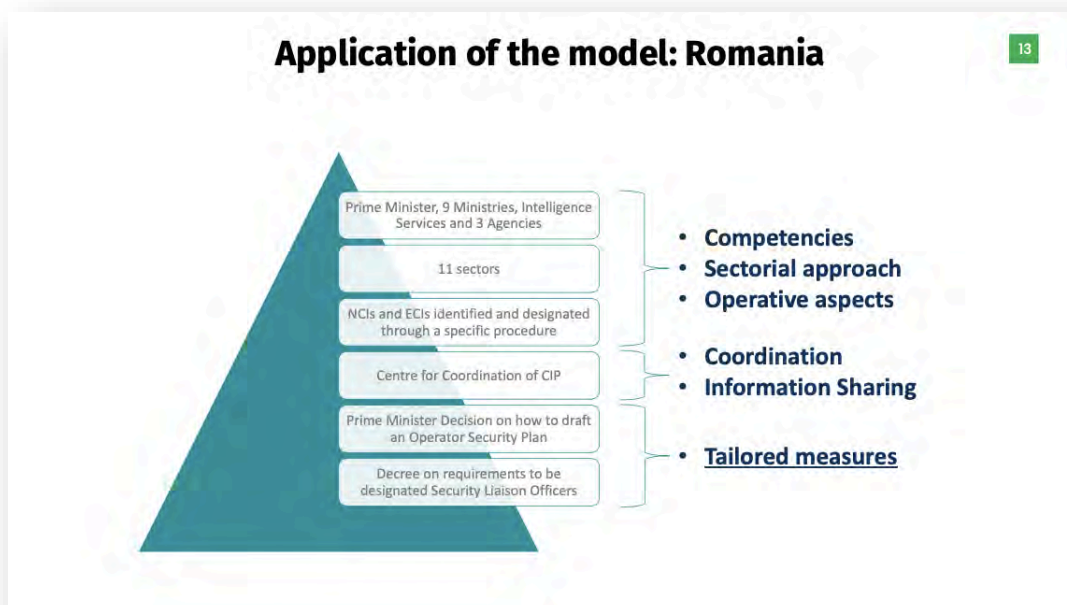 Application of the model: Romania
13
Prime Minister, 9 Ministries, Intelligence
Services and 3 Agencies
11 sectors
NCIs and ECIs identified and designated
through a specific procedure
Centre for Coordination of CIP
Prime Minister Decision on how to draft
an Operator Security Plan
Decree on requirements to be
designated Security Liaison Officers
• Competencies
• Sectorial approach
• Operative aspects
• Coordination
• Information Sharing
• Tailored measures